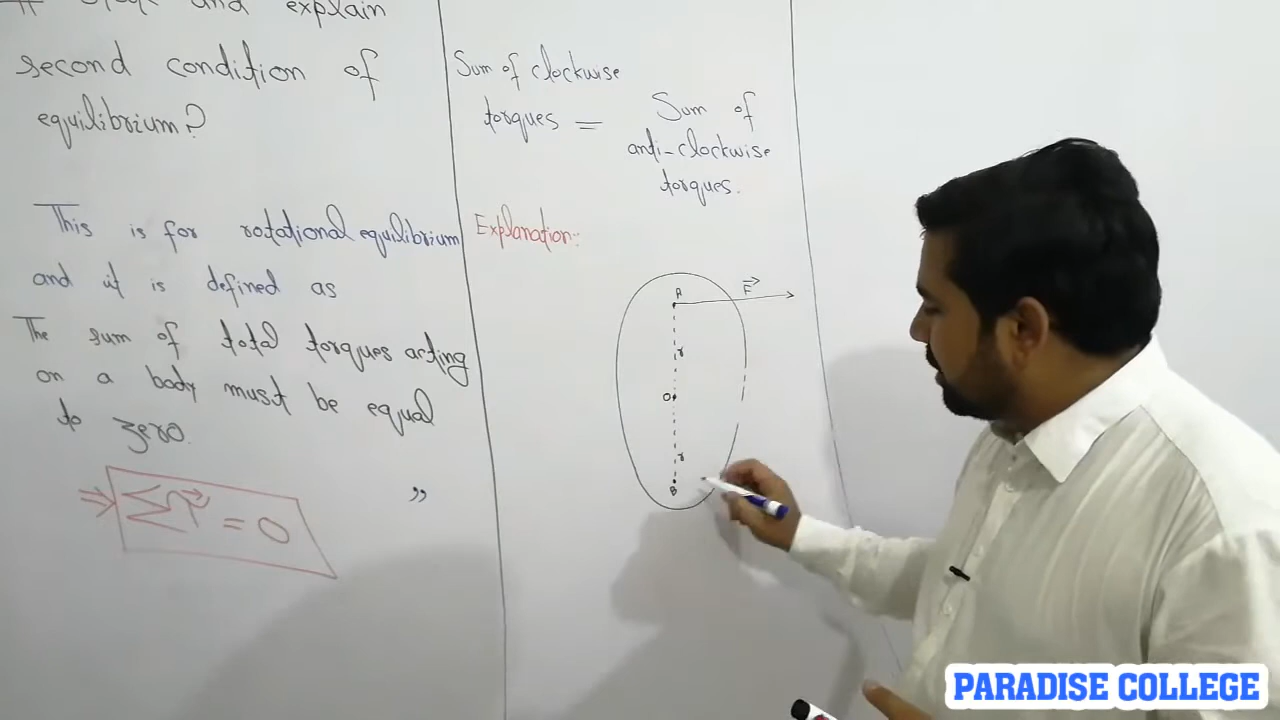 # State and explain
second condition of
equilibrium?
This is for rotational equilibrium
and it is defined as
The sum of total torques acting
on a body must be equal
to zero.
"
⇒ Στ⃗ = 0
Sum of clockwise
torques = Sum of
anti-clockwise
torques.
Explanation:
A
F⃗
r
O
r
B
PARADISE COLLEGE